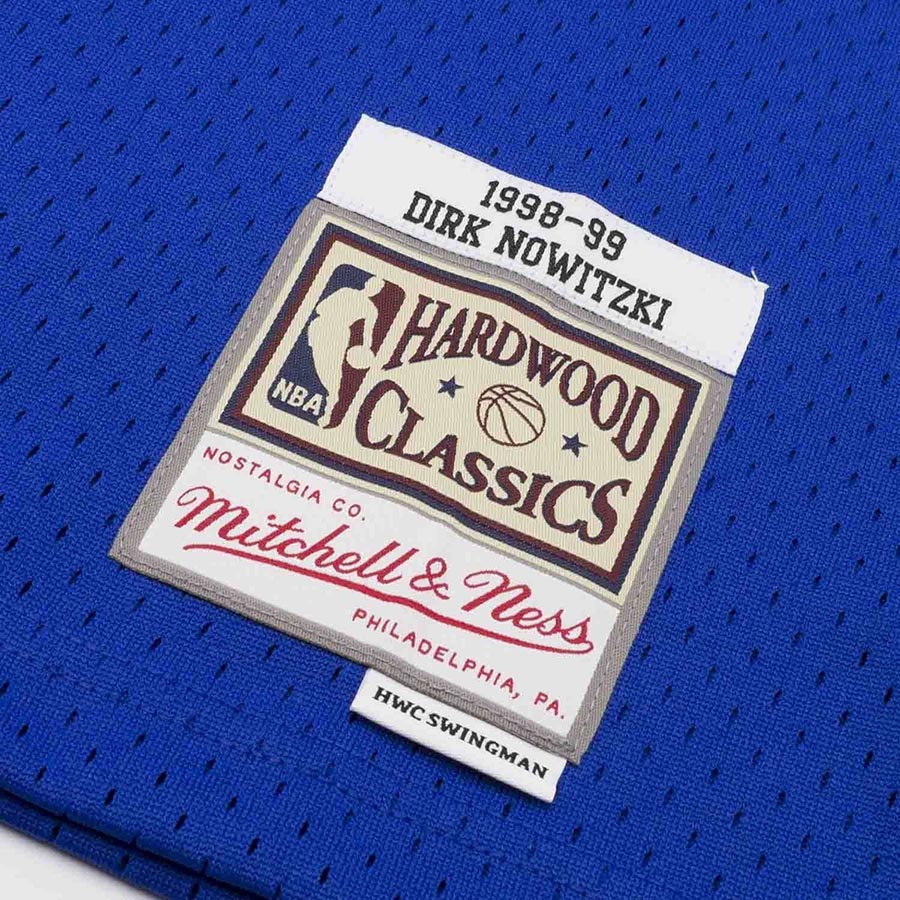 1998-99
DIRK NOWITZKI
NBA
HARDWOOD
CLASSICS
NOSTALGIA CO.
Mitchell & Ness
PHILADELPHIA, PA.
HWC SWINGMAN